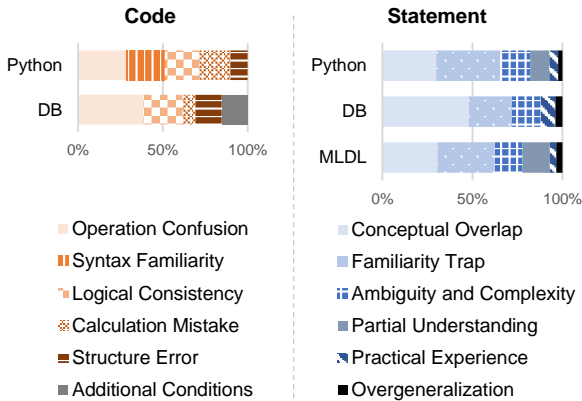 Code
Python
DB
0%
50%
100%
Operation Confusion
Syntax Familiarity
Logical Consistency
Calculation Mistake
Structure Error
Additional Conditions
Statement
Python
DB
MLDL
0%
50%
100%
Conceptual Overlap
Familiarity Trap
Ambiguity and Complexity
Partial Understanding
Practical Experience
Overgeneralization